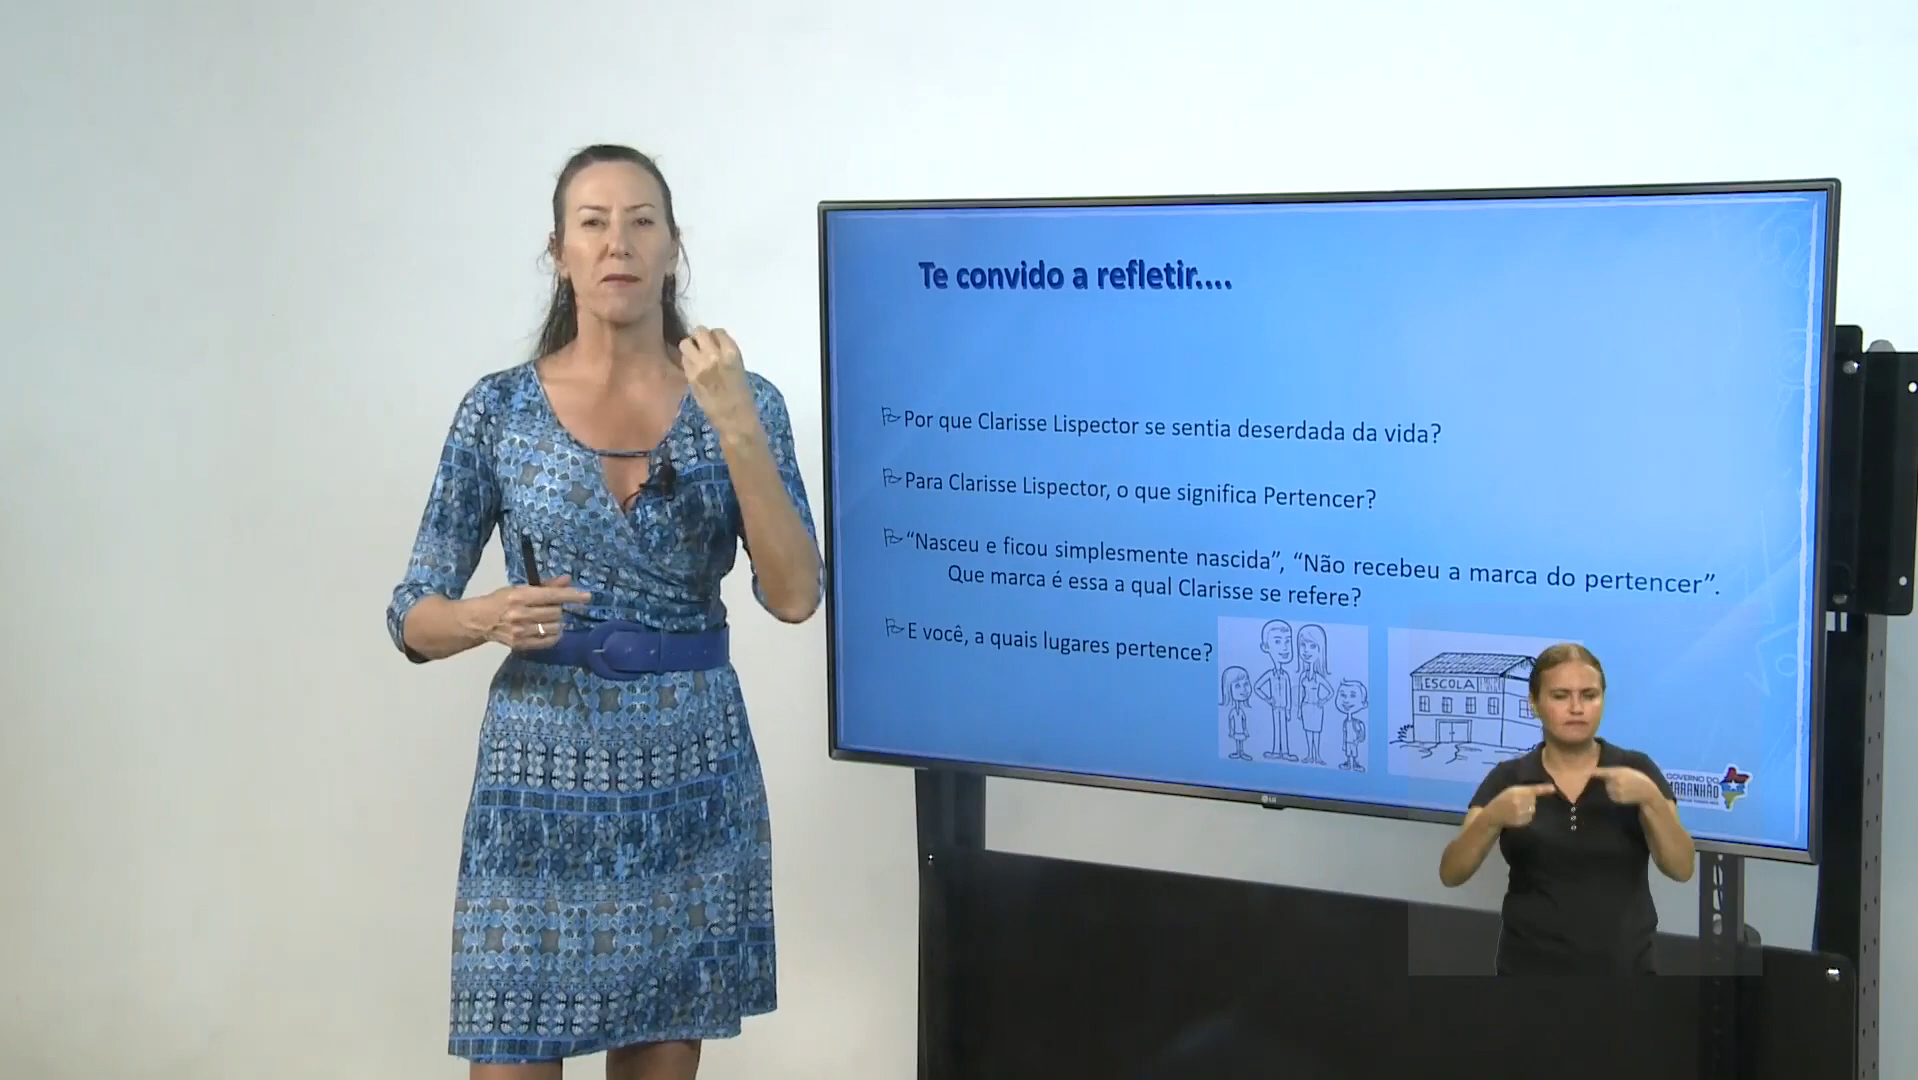 Te convido a refletir....
Por que Clarisse Lispector se sentia deserdada da vida?
Para Clarisse Lispector, o que significa Pertencer?
“Nasceu e ficou simplesmente nascida”, “Não recebeu a marca do pertencer”.
Que marca é essa a qual Clarisse se refere?
E você, a quais lugares pertence?
ESCOLA
GOVERNO DO
MARANHÃO
LG